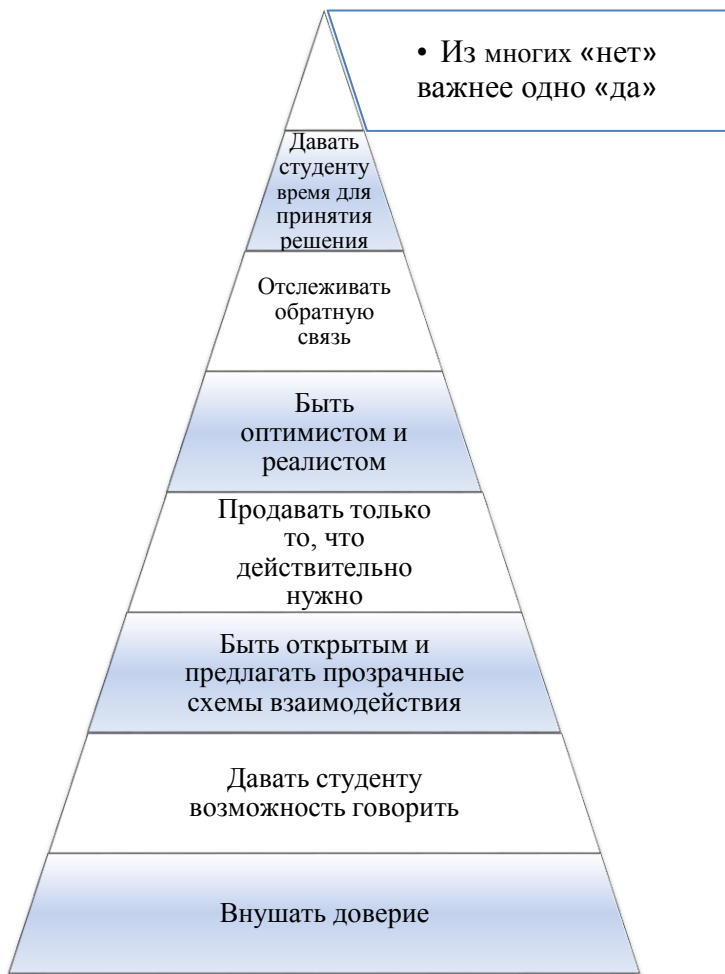 • Из многих «нет»
важнее одно «да»
Давать
студенту
время для
принятия
решения
Отслеживать
обратную
связь
Быть
оптимистом и
реалистом
Продавать только
то, что
действительно
нужно
Быть открытым и
предлагать прозрачные
схемы взаимодействия
Давать студенту
возможность говорить
Внушать доверие